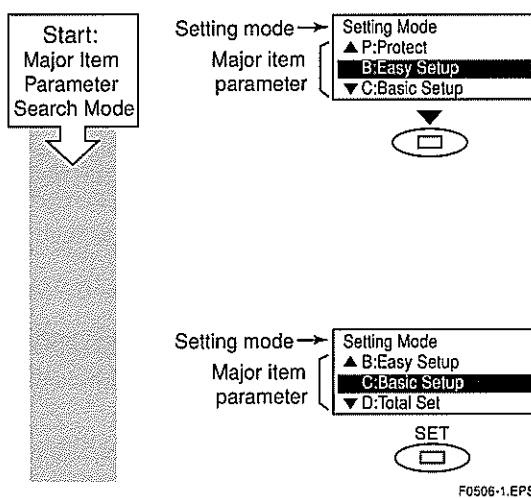 Start:
Major Item
Parameter
Search Mode
Setting mode
Major item
parameter
Setting Mode
▲ P:Protect
B:Easy Setup
▼ C:Basic Setup
Setting mode
Major item
parameter
Setting Mode
▲ B:Easy Setup
C:Basic Setup
▼ D:Total Set
SET
F0506-1.EPS